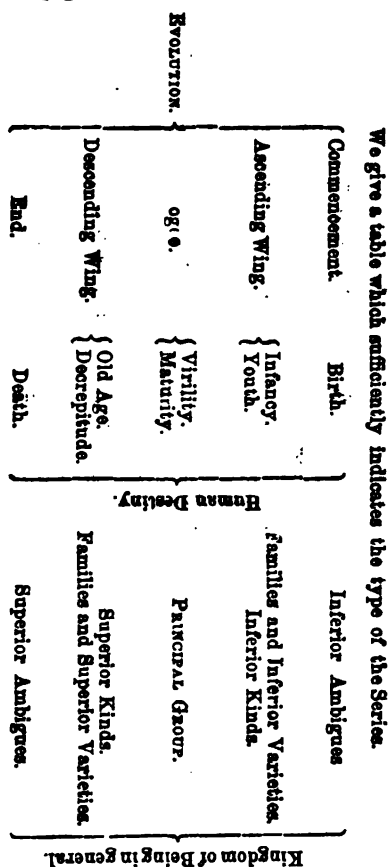 We give a table which sufficiently indicates the type of the Series.
Commencement. Birth. Inferior Ambigues
Ascending Wing. Infancy. Families and Inferior Varieties
Youth. Inferior Kinds.
EVOLUTION.
Virility. PRINCIPAL GROUP.
Maturity.
Descending Wing. Old Age. Superior Kinds.
Decrepitude. Families and Superior Varieties.
End. Death. Superior Ambigues.
Human Destiny.
Kingdom of Being in general.